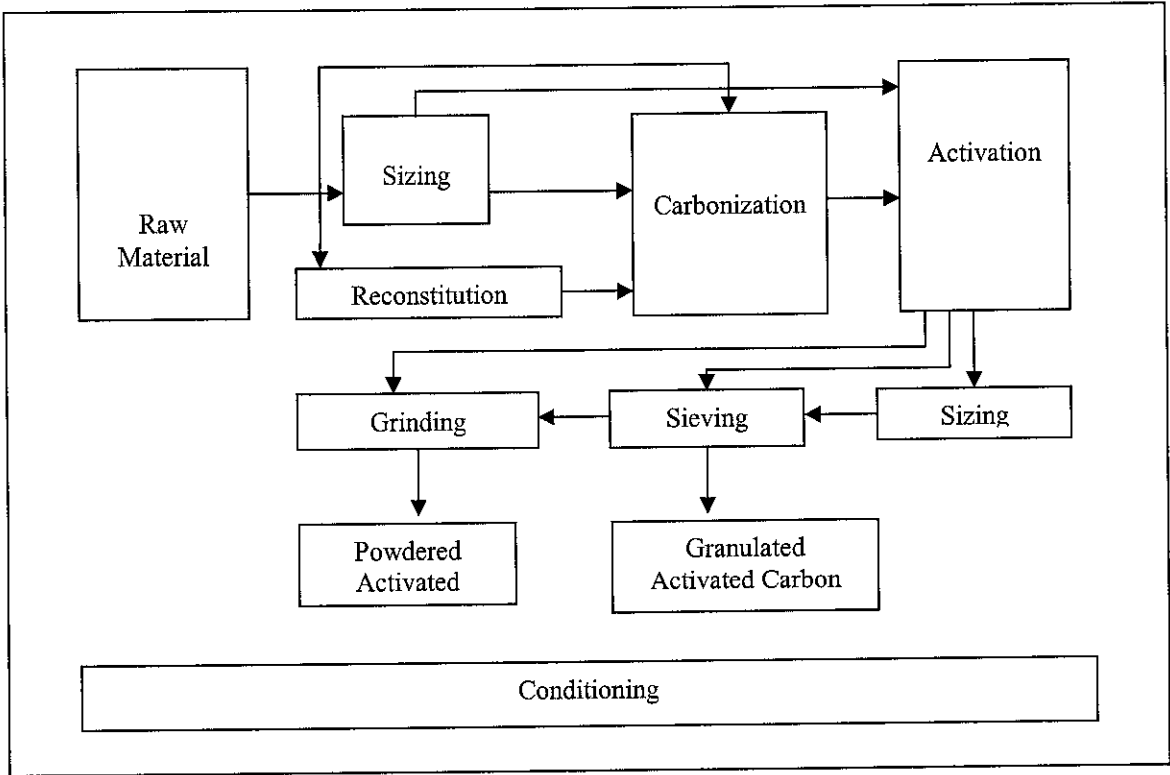 Raw
Material
Sizing
Reconstitution
Carbonization
Activation
Grinding
Sieving
Sizing
Powdered
Activated
Granulated
Activated Carbon
Conditioning